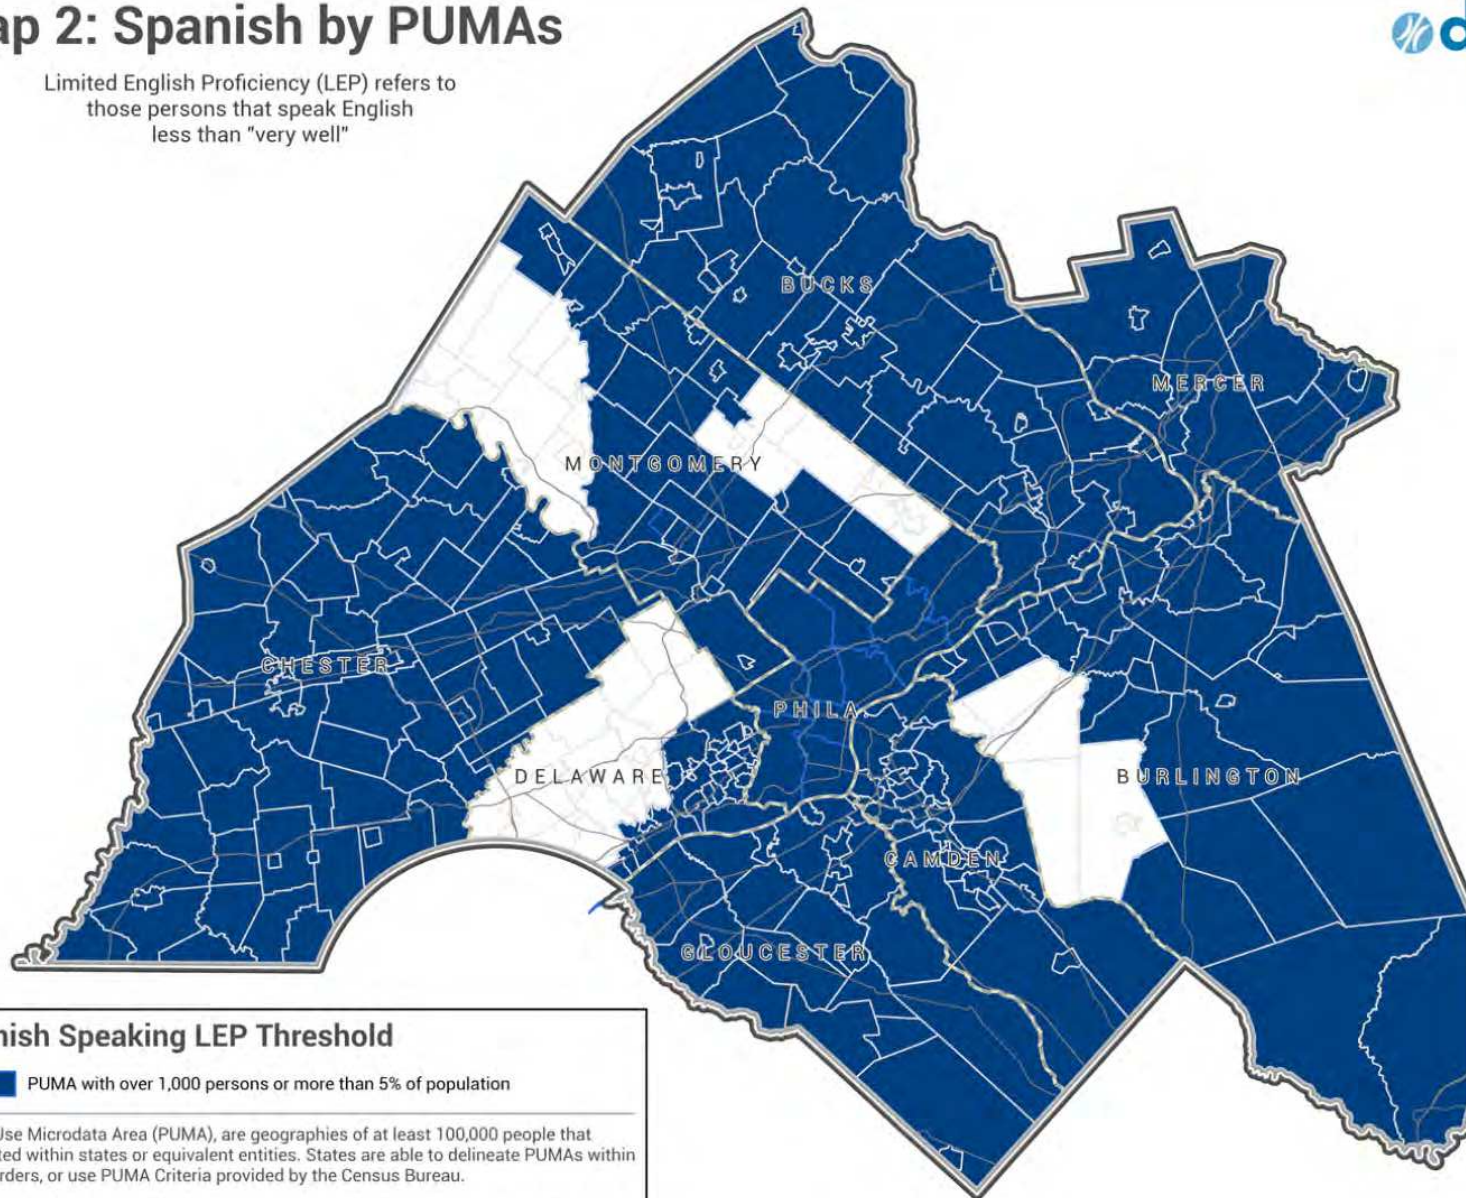 ap 2: Spanish by PUMAs
Limited English Proficiency (LEP) refers to
those persons that speak English
less than "very well"
d
BUCKS
MERCER
MONTGOMERY
CHESTER
PHILA.
DELAWARE
BURLINGTON
CAMDEN
GLOUCESTER
nish Speaking LEP Threshold
PUMA with over 1,000 persons or more than 5% of population
Use Microdata Area (PUMA), are geographies of at least 100,000 people that
ted within states or equivalent entities. States are able to delineate PUMAs within
rders, or use PUMA Criteria provided by the Census Bureau.